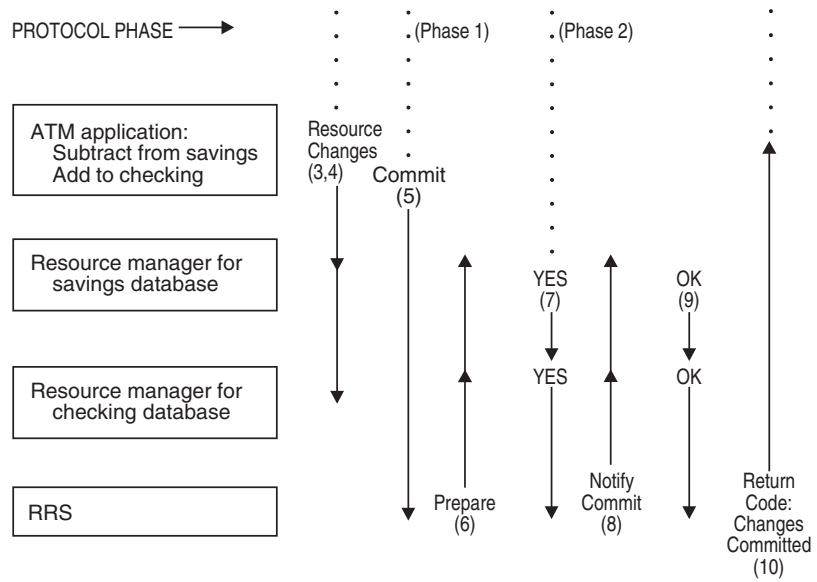 PROTOCOL PHASE
(Phase 1)
(Phase 2)
ATM application:
Subtract from savings
Add to checking
Resource
Changes
(3,4)
Commit
(5)
Resource manager for
savings database
YES
(7)
OK
(9)
Resource manager for
checking database
YES
OK
RRS
Prepare
(6)
Notify
Commit
(8)
Return
Code:
Changes
Committed
(10)